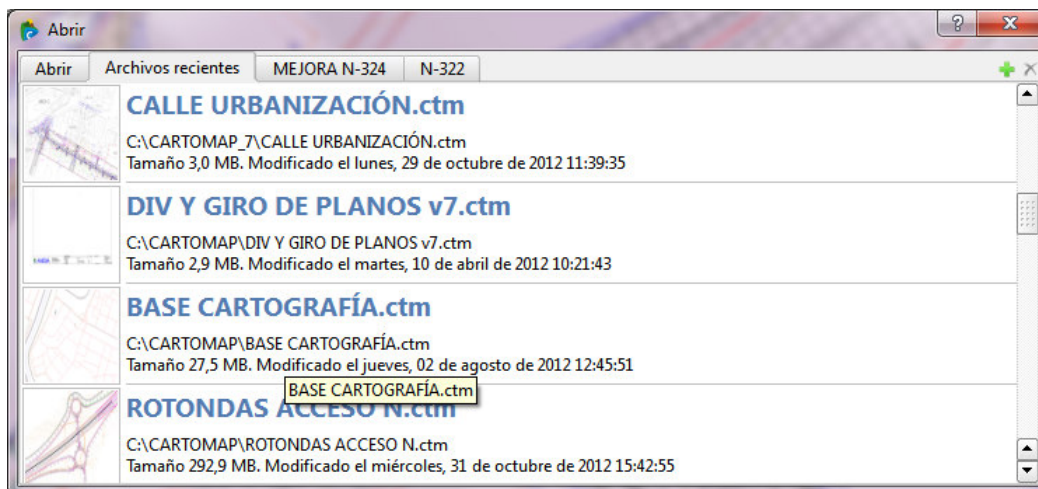 Abrir
Abrir Archivos recientes MEJORA N-324 N-322
CALLE URBANIZACIÓN.ctm
C:\CARTOMAP_7\CALLE URBANIZACIÓN.ctm
Tamaño 3,0 MB. Modificado el lunes, 29 de octubre de 2012 11:39:35
DIV Y GIRO DE PLANOS v7.ctm
C:\CARTOMAP\DIV Y GIRO DE PLANOS v7.ctm
Tamaño 2,9 MB. Modificado el martes, 10 de abril de 2012 10:21:43
BASE CARTOGRAFÍA.ctm
C:\CARTOMAP\BASE CARTOGRAFÍA.ctm
Tamaño 27,5 MB. Modificado el jueves, 02 de agosto de 2012 12:45:51
BASE CARTOGRAFÍA.ctm
ROTONDAS ACCESO N.ctm
C:\CARTOMAP\ROTONDAS ACCESO N.ctm
Tamaño 292,9 MB. Modificado el miércoles, 31 de octubre de 2012 15:42:55